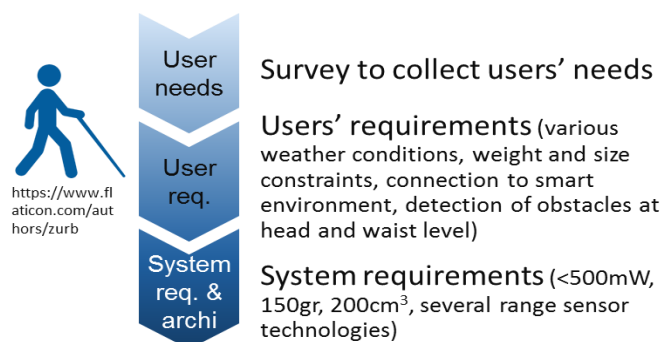 User
needs
Survey to collect users’ needs
User
req.
Users’ requirements (various
weather conditions, weight and size
constraints, connection to smart
environment, detection of obstacles at
head and waist level)
https://www.fl
aticon.com/aut
hors/zurb
System
req. &
archi
System requirements (<500mW,
150gr, 200cm³, several range sensor
technologies)